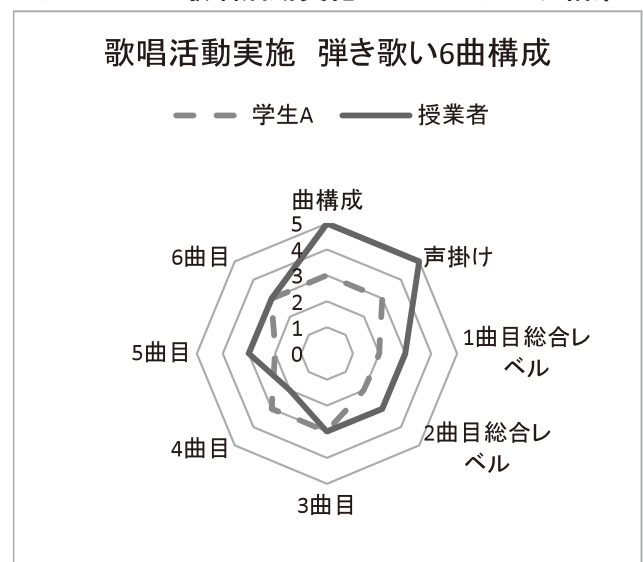 歌唱活動実施 弾き歌い6曲構成
学生A 授業者
曲構成
5
4
3
2
1
0
声掛け
1曲目総合レ
ベル
2曲目総合レ
ベル
3曲目
4曲目
5曲目
6曲目